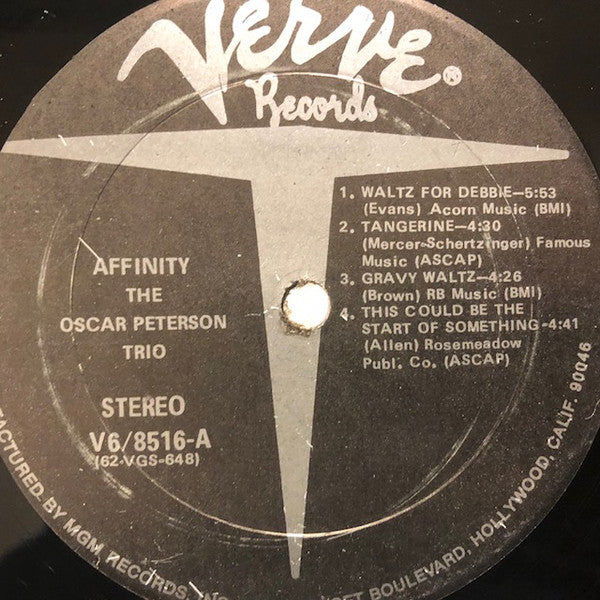 Verve®
Records
AFFINITY
THE
OSCAR PETERSON
TRIO
STEREO
V6/8516-A
(62-VGS-648)
1. WALTZ FOR DEBBIE—5:53
(Evans) Acorn Music (BMI)
2. TANGERINE—4:30
(Mercer-Schertzinger) Famous
Music (ASCAP)
3. GRAVY WALTZ—4:26
(Brown) RB Music (BMI)
4. THIS COULD BE THE
START OF SOMETHING-4:41
(Allen) Rosemeadow
Publ. Co. (ASCAP)
BY MGM RECORDS, BOULEVARD, HOLLYWOOD, CALIF. 90046